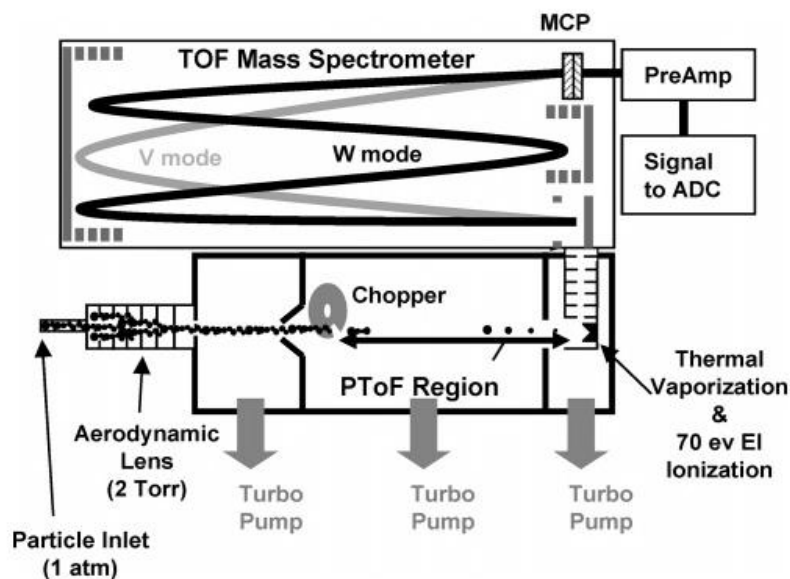 MCP
TOF Mass Spectrometer
PreAmp
V mode
W mode
Signal
to ADC
Chopper
PToF Region
Thermal
Vaporization
&
70 ev EI
Ionization
Aerodynamic
Lens
(2 Torr)
Turbo
Pump
Turbo
Pump
Turbo
Pump
Particle Inlet
(1 atm)